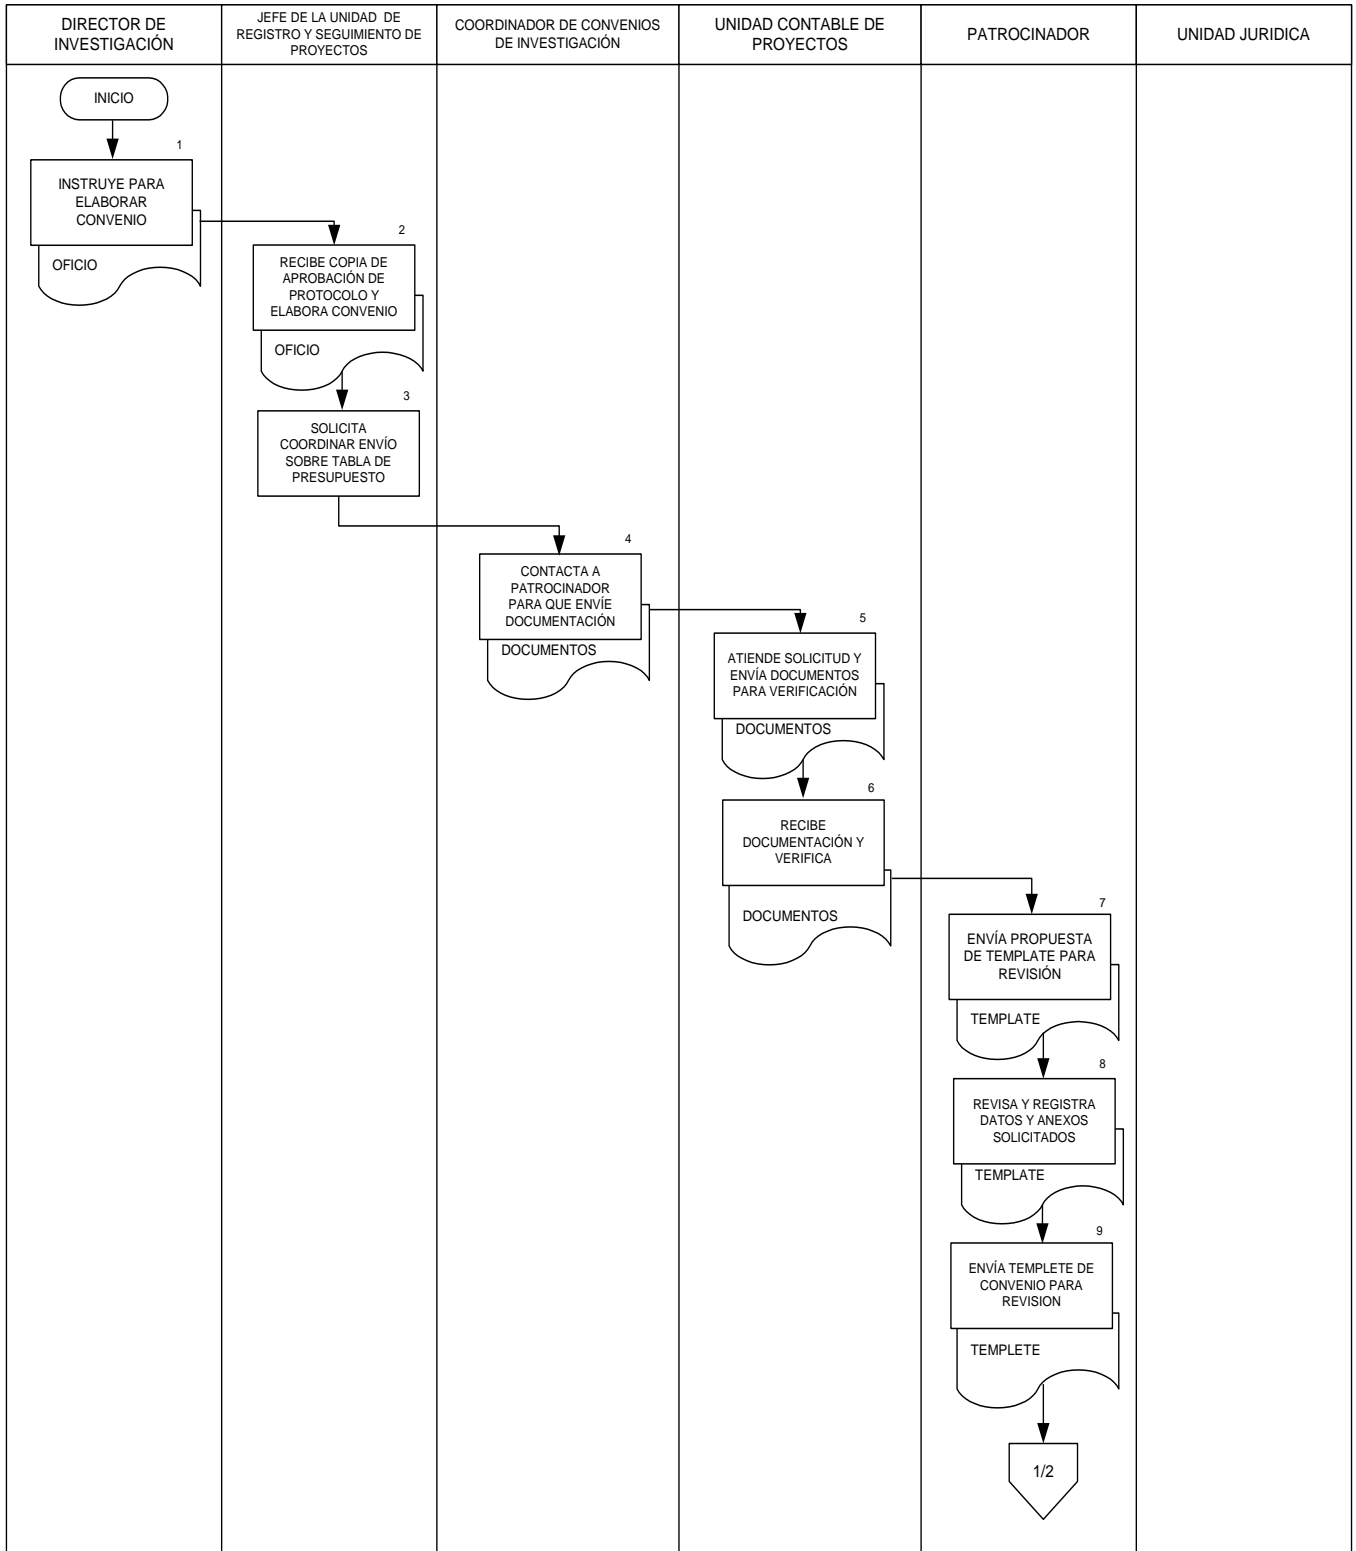 DIRECTOR DE
INVESTIGACIÓN
JEFE DE LA UNIDAD DE
REGISTRO Y SEGUIMIENTO DE
PROYECTOS
COORDINADOR DE CONVENIOS
DE INVESTIGACIÓN
UNIDAD CONTABLE DE
PROYECTOS
PATROCINADOR
UNIDAD JURIDICA
INICIO
1
INSTRUYE PARA
ELABORAR
CONVENIO
OFICIO
2
RECIBE COPIA DE
APROBACIÓN DE
PROTOCOLO Y
ELABORA CONVENIO
OFICIO
3
SOLICITA
COORDINAR ENVÍO
SOBRE TABLA DE
PRESUPUESTO
4
CONTACTA A
PATROCINADOR
PARA QUE ENVÍE
DOCUMENTACIÓN
DOCUMENTOS
5
ATIENDE SOLICITUD Y
ENVÍA DOCUMENTOS
PARA VERIFICACIÓN
DOCUMENTOS
6
RECIBE
DOCUMENTACIÓN Y
VERIFICA
DOCUMENTOS
7
ENVÍA PROPUESTA
DE TEMPLATE PARA
REVISIÓN
TEMPLATE
8
REVISA Y REGISTRA
DATOS Y ANEXOS
SOLICITADOS
TEMPLATE
9
ENVÍA TEMPLETE DE
CONVENIO PARA
REVISION
TEMPLETE
1/2